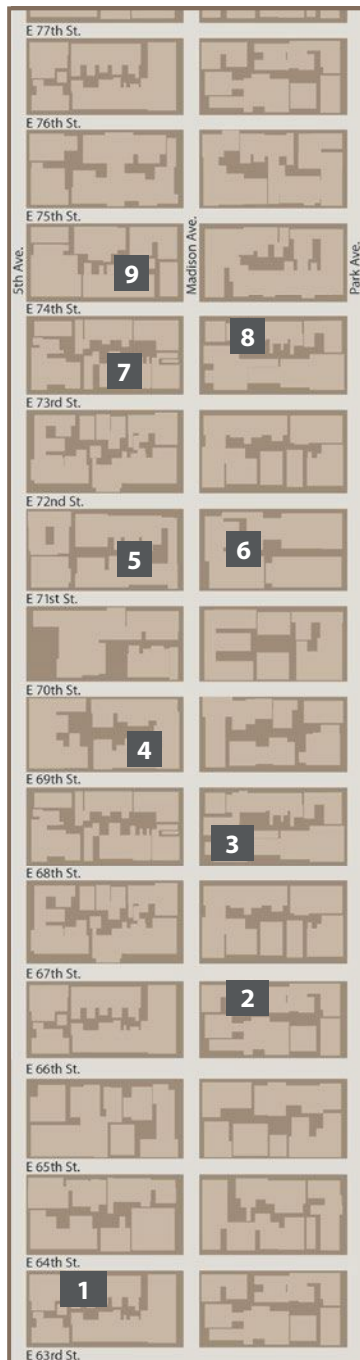 E 77th St.
E 76th St.
E 75th St.
5th Ave.
Madison Ave.
Park Ave.
9
E 74th St.
8
7
E 73rd St.
E 72nd St.
6
5
E 71st St.
E 70th St.
4
E 69th St.
3
E 68th St.
E 67th St.
2
E 66th St.
E 65th St.
E 64th St.
1
E 63rd St.